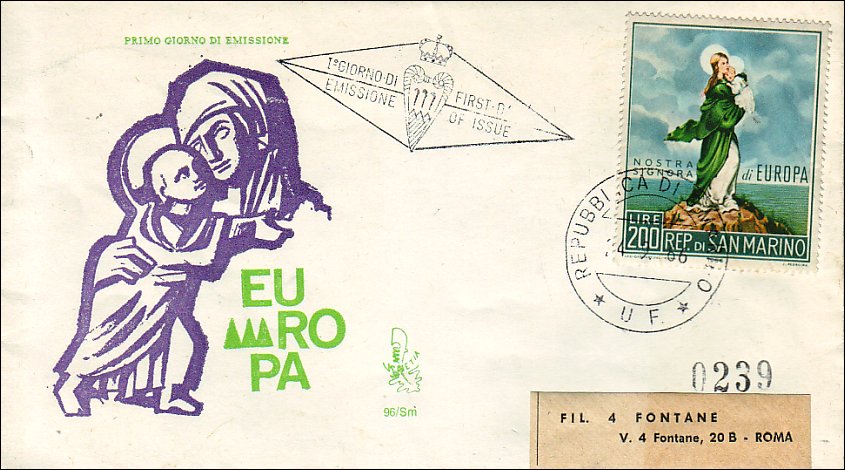 PRIMO GIORNO DI EMISSIONE
1º GIORNO·DI
EMISSIONE
FIRST·D
OF ISSUE
NOSTRA
SIGNORA
di EUROPA
LIRE
200
REP. DI SAN MARINO
REPUBBLICA DI
U F.
EU
RO
PA
96/Sm
0239
FIL. 4 FONTANE
V. 4 Fontane, 20 B - ROMA